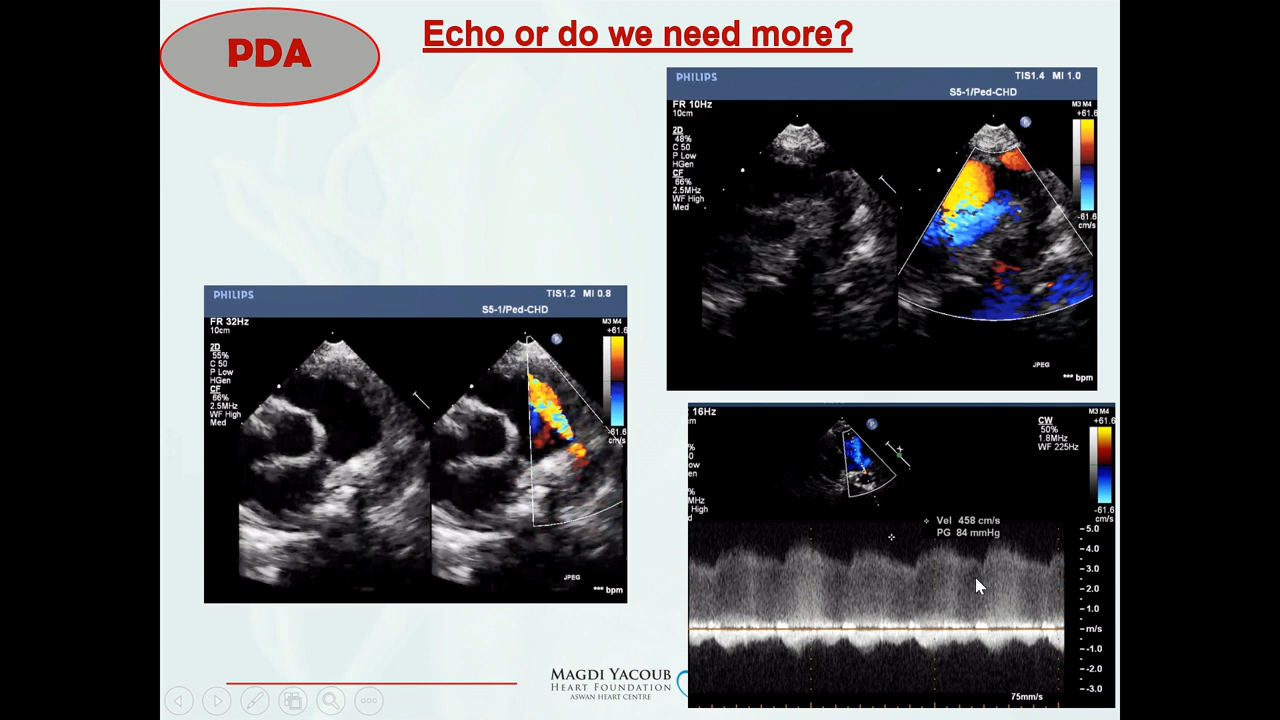 PDA
Echo or do we need more?
PHILIPS
TIS1.4 MI 1.0
S5-1/Ped-CHD
FR 10Hz
10cm
M3 M4
+61.6
2D
48%
C 50
P Low
HGen
CF
66%
2.5MHz
WF High
Med
-61.6
cm/s
JPEG
*** bpm
PHILIPS
TIS1.2 MI 0.8
S5-1/Ped-CHD
FR 32Hz
10cm
M3 M4
+61.6
2D
55%
C 50
P Low
HGen
CF
66%
2.5MHz
WF High
Med
-61.6
cm/s
JPEG
*** bpm
16Hz
cm
CW
50%
1.8MHz
WF 225Hz
M3 M4
+61.6
%
0
ow
en
%
MHz
High
d
-61.6
cm/s
Vel 458 cm/s
PG 84 mmHg
5.0
4.0
3.0
2.0
1.0
m/s
-1.0
-2.0
-3.0
75mm/s
MAGDI YACOUB
HEART FOUNDATION
ASWAN HEART CENTRE